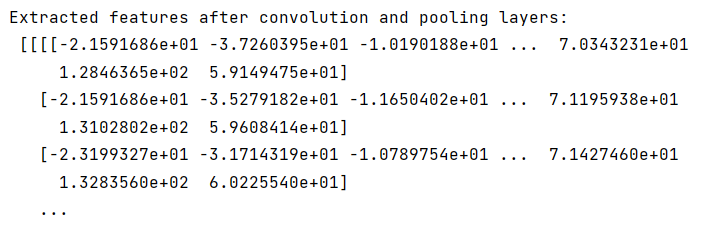 Extracted features after convolution and pooling layers:
[[[[-2.1591686e+01 -3.7260395e+01 -1.0190188e+01 ... 7.0343231e+01
1.2846365e+02 5.9149475e+01]
[-2.1591686e+01 -3.5279182e+01 -1.1650402e+01 ... 7.1195938e+01
1.3102802e+02 5.9608414e+01]
[-2.3199327e+01 -3.1714319e+01 -1.0789754e+01 ... 7.1427460e+01
1.3283560e+02 6.0225540e+01]
...